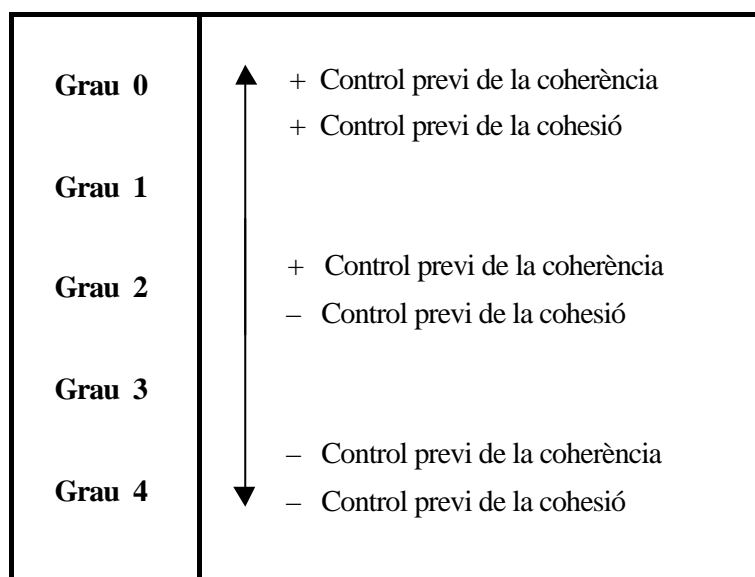 Grau 0
+ Control previ de la coherència
+ Control previ de la cohesió
Grau 1
Grau 2
+ Control previ de la coherència
– Control previ de la cohesió
Grau 3
Grau 4
– Control previ de la coherència
– Control previ de la cohesió